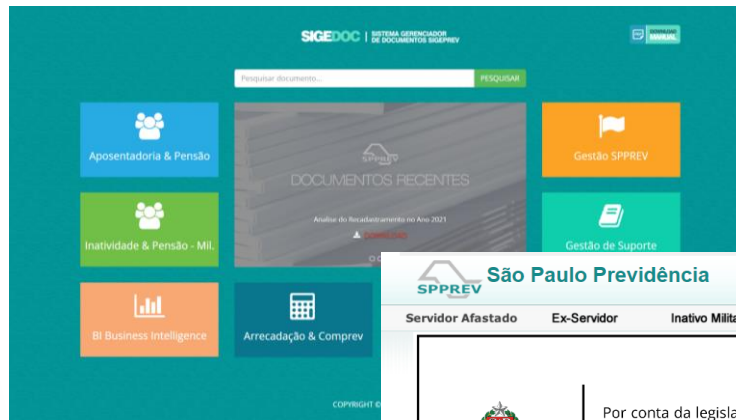 SIGEDOC | SISTEMA GERENCIADOR
DE DOCUMENTOS SIGEPREV
DOWNLOAD
MANUAL
Pesquisar documento...
PESQUISAR
Aposentadoria & Pensão
SPPREV
DOCUMENTOS RECENTES
Analise do Recadastramento no Ano 2021
DOWNLOAD
Gestão SPPREV
Inatividade & Pensão - Mil.
Gestão de Suporte
BI Business Intelligence
Arrecadação & Comprev
COPYRIGHT ©
SPPREV
São Paulo Previdência
Servidor Afastado
Ex-Servidor
Inativo Milita
Por conta da legisla